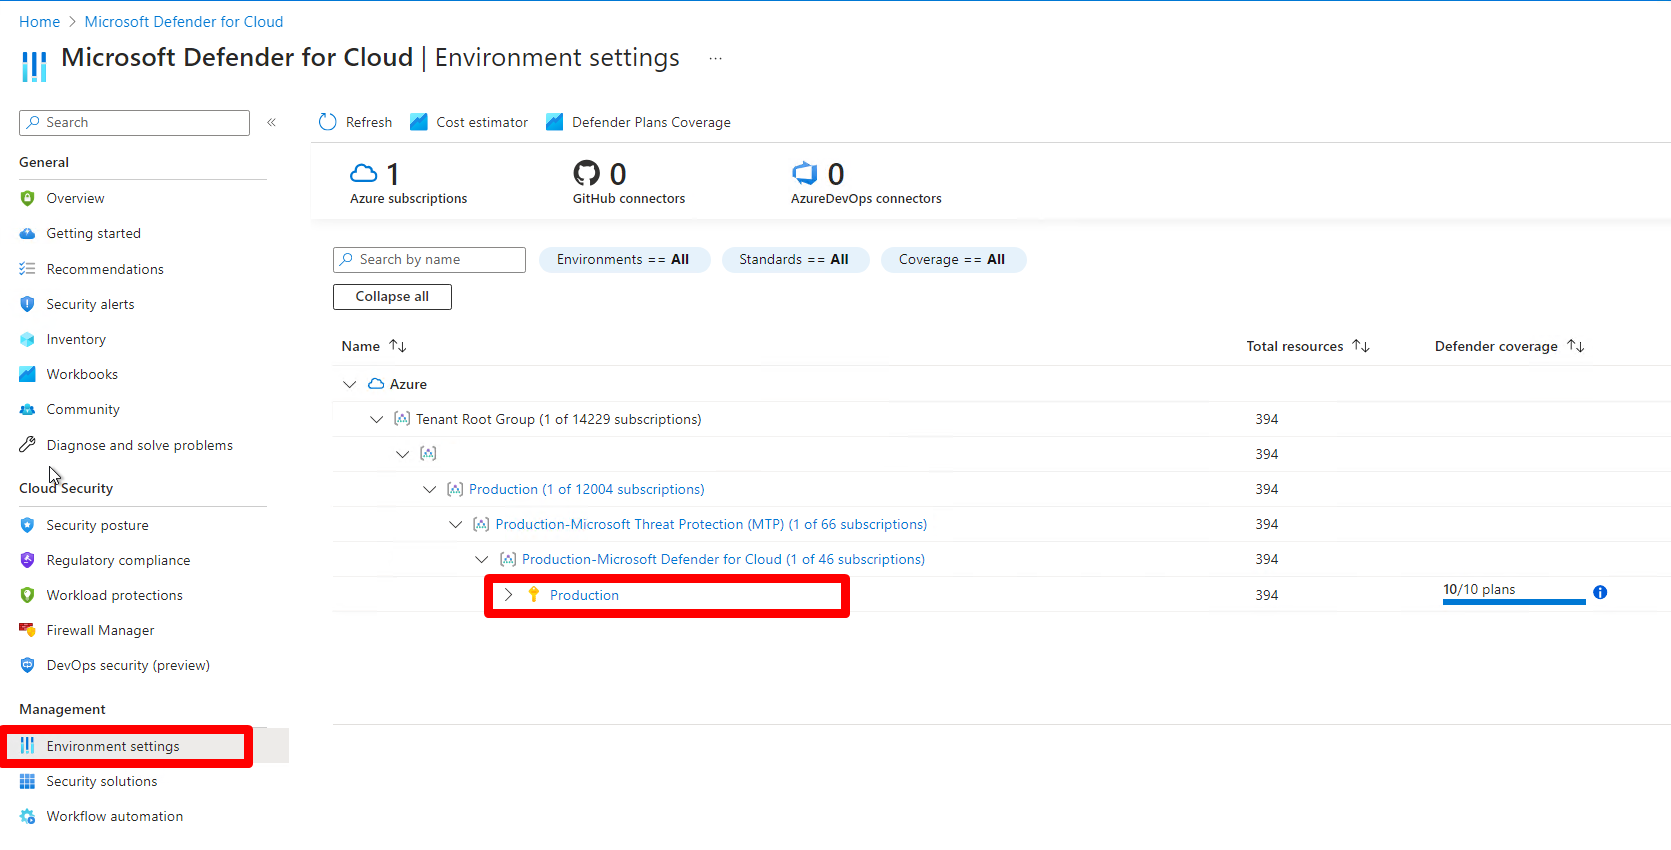 Home > Microsoft Defender for Cloud
Microsoft Defender for Cloud | Environment settings ...
Search «
General
Overview
Getting started
Recommendations
Security alerts
Inventory
Workbooks
Community
Diagnose and solve problems
Cloud Security
Security posture
Regulatory compliance
Workload protections
Firewall Manager
DevOps security (preview)
Management
Environment settings
Security solutions
Workflow automation
Refresh Cost estimator Defender Plans Coverage
1 0 0
Azure subscriptions GitHub connectors AzureDevOps connectors
Search by name Environments == All Standards == All Coverage == All
Collapse all
Name ↑↓ Total resources ↑↓ Defender coverage ↑↓
Azure
Tenant Root Group (1 of 14229 subscriptions) 394
394
Production (1 of 12004 subscriptions) 394
Production-Microsoft Threat Protection (MTP) (1 of 66 subscriptions) 394
Production-Microsoft Defender for Cloud (1 of 46 subscriptions) 394
Production 394 10/10 plans